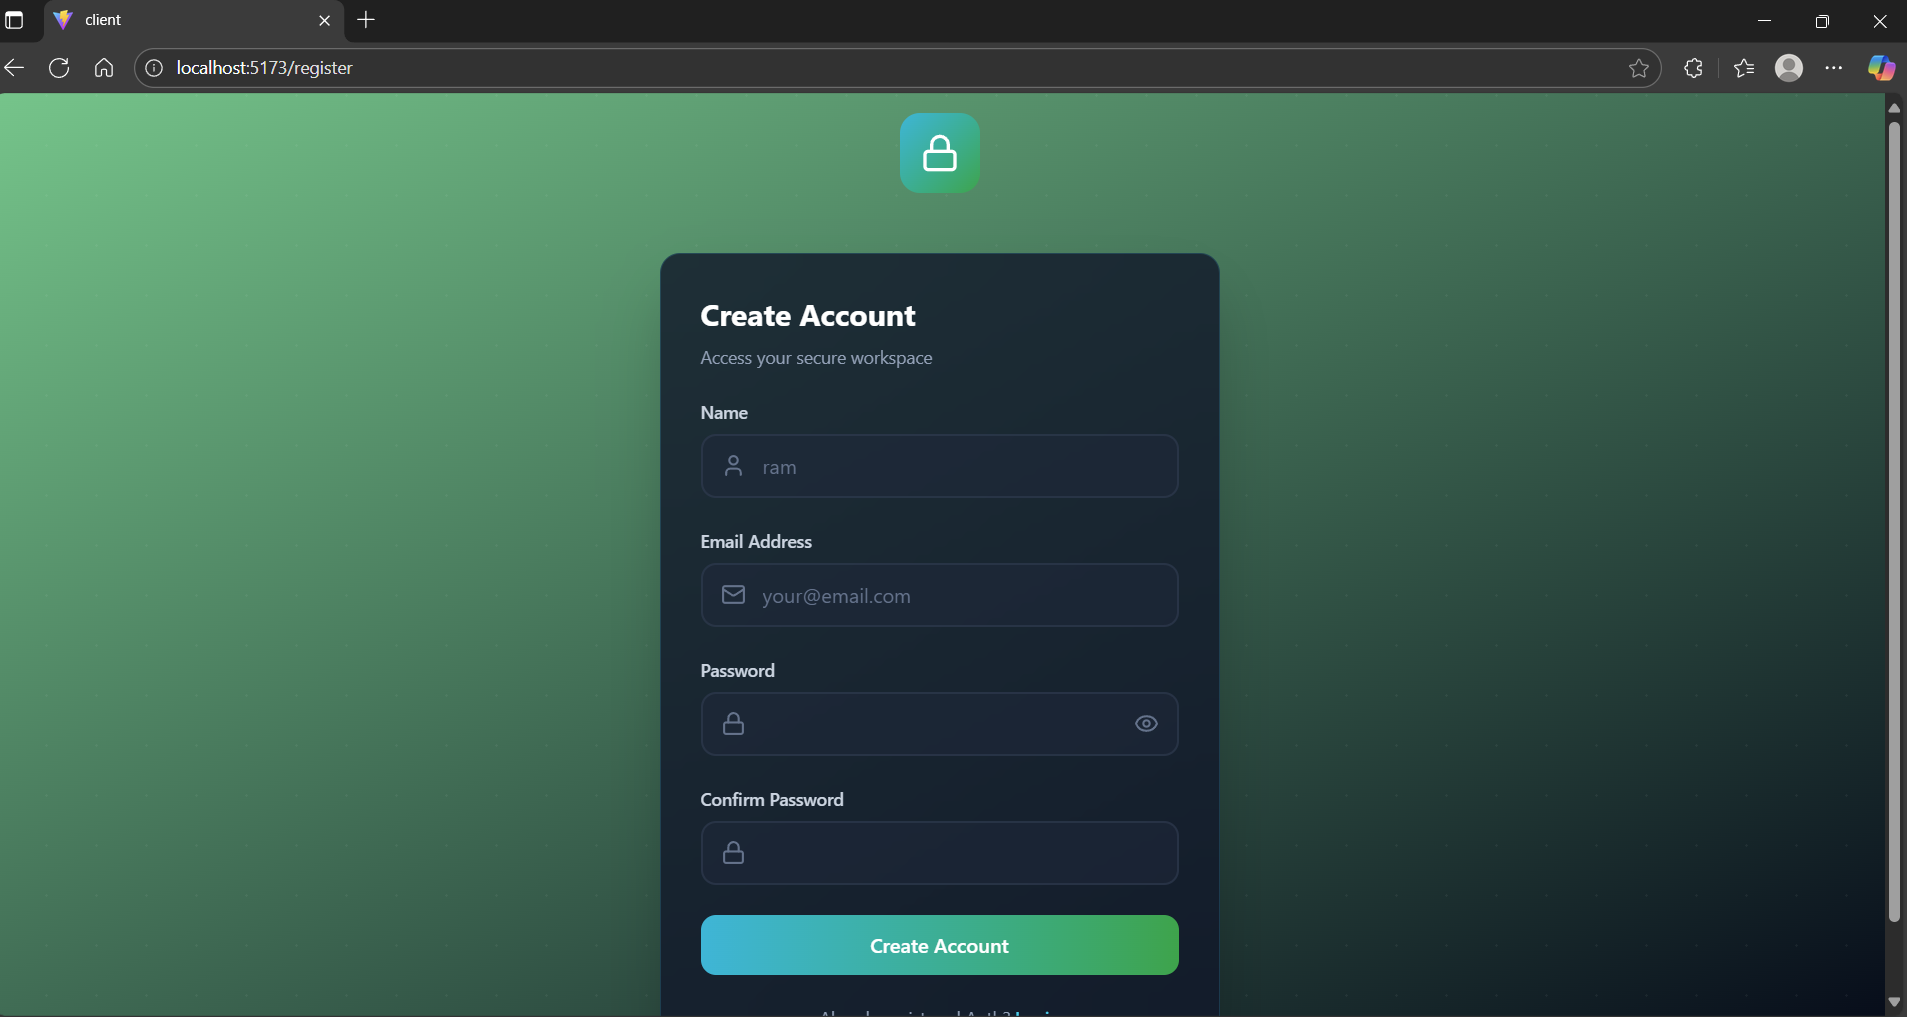 client
localhost:5173/register
Create Account
Access your secure workspace
Name
ram
Email Address
your@email.com
Password
Confirm Password
Create Account